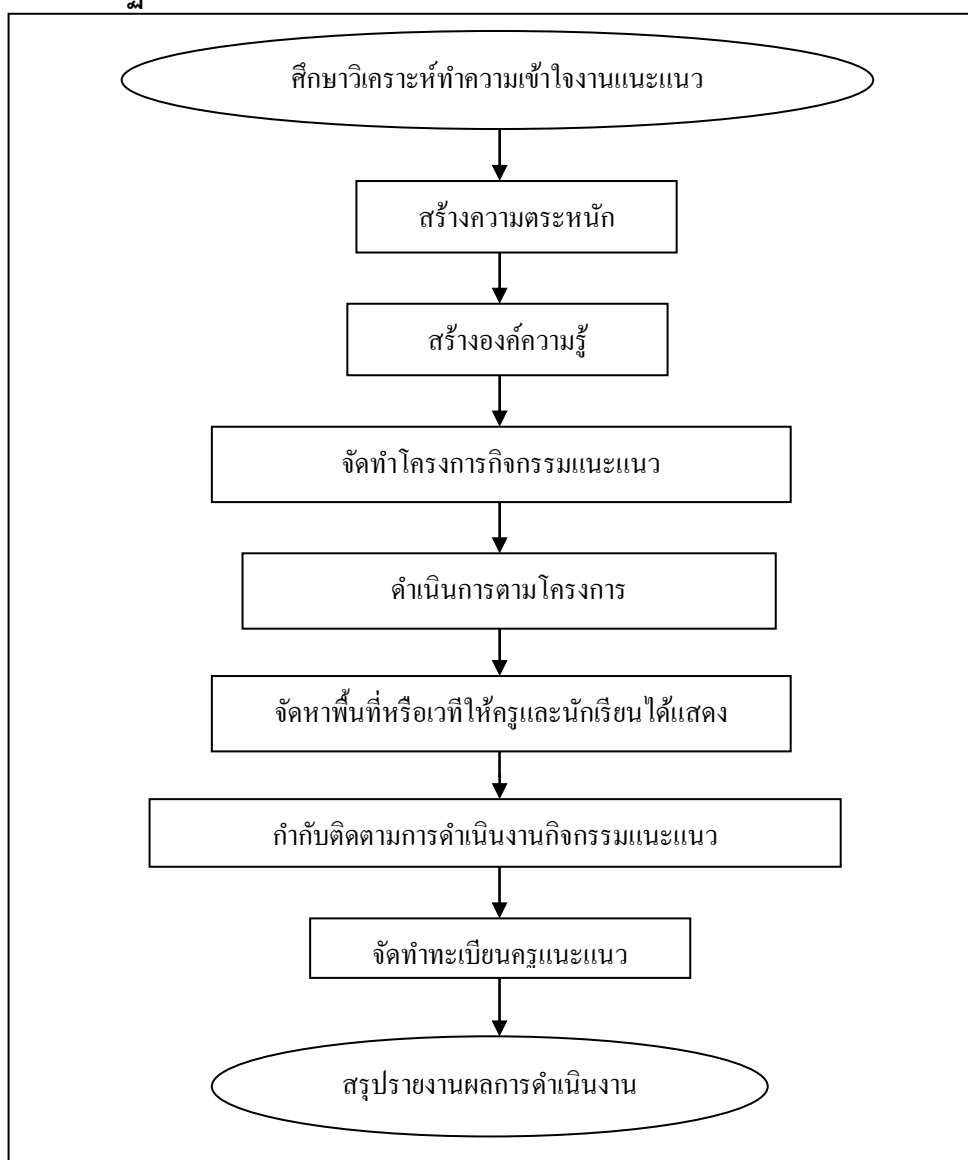 ศึกษาวิเคราะห์ทำความเข้าใจงานแนะแนว
สร้างความตระหนัก
สร้างองค์ความรู้
จัดทำโครงการกิจกรรมแนะแนว
ดำเนินการตามโครงการ
จัดหาพื้นที่หรือเวทีให้ครูและนักเรียนได้แสดง
กำกับติดตามการดำเนินงานกิจกรรมแนะแนว
จัดทำทะเบียนครูแนะแนว
สรุปรายงานผลการดำเนินงาน